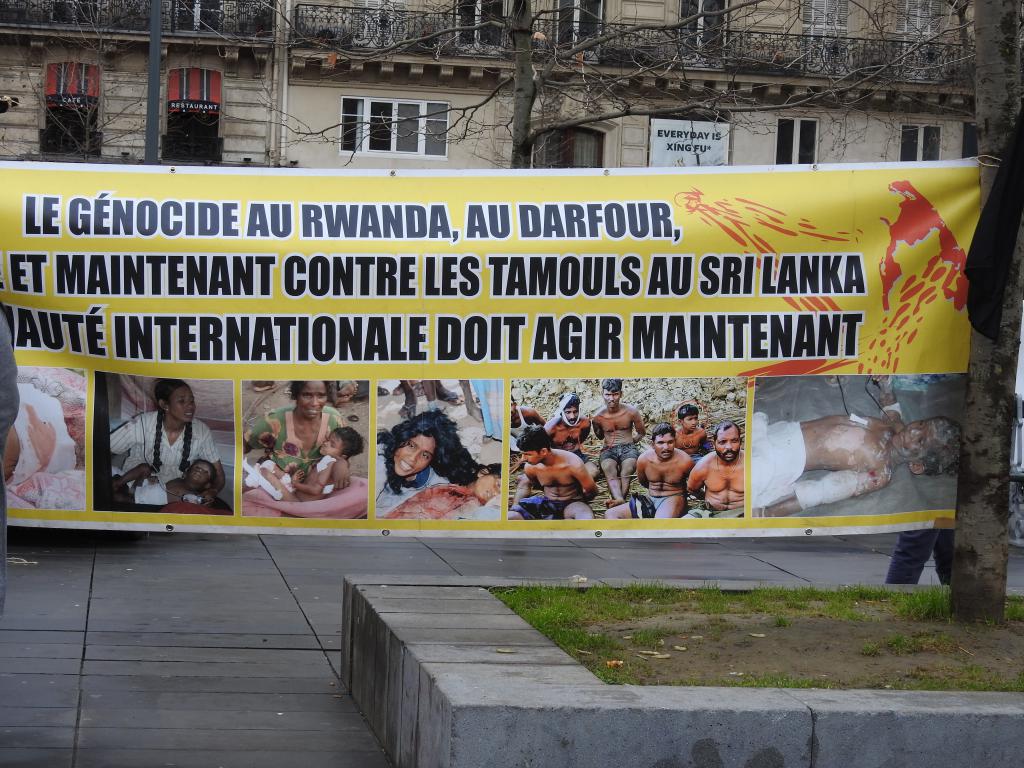 CAFE
RESTAURANT
EVERYDAY IS
XING FU*
LE GÉNOCIDE AU RWANDA, AU DARFOUR,
ET MAINTENANT CONTRE LES TAMOULS AU SRI LANKA
AUTÉ INTERNATIONALE DOIT AGIR MAINTENANT